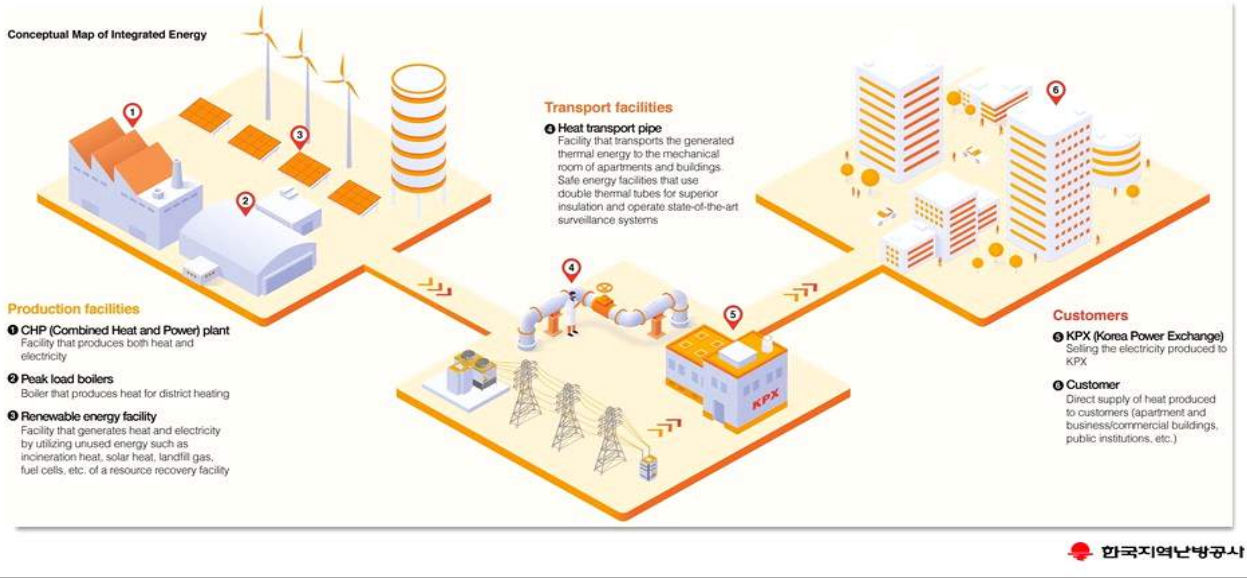 Conceptual Map of Integrated Energy
1
2
3
Production facilities
❶ CHP (Combined Heat and Power) plant
Facility that produces both heat and
electricity
❷ Peak load boilers
Boiler that produces heat for district heating
❸ Renewable energy facility
Facility that generates heat and electricity
by utilizing unused energy such as
incineration heat, solar heat, landfill gas,
fuel cells, etc. of a resource recovery facility
Transport facilities
❹ Heat transport pipe
Facility that transports the generated
thermal energy to the mechanical
room of apartments and buildings.
Safe energy facilities that use
double thermal tubes for superior
insulation and operate state-of-the-art
surveillance systems
4
5
KPX
6
Customers
❺ KPX (Korea Power Exchange)
Selling the electricity produced to
KPX
❻ Customer
Direct supply of heat produced
to customers (apartment and
business/commercial buildings,
public institutions, etc.)
한국지역난방공사